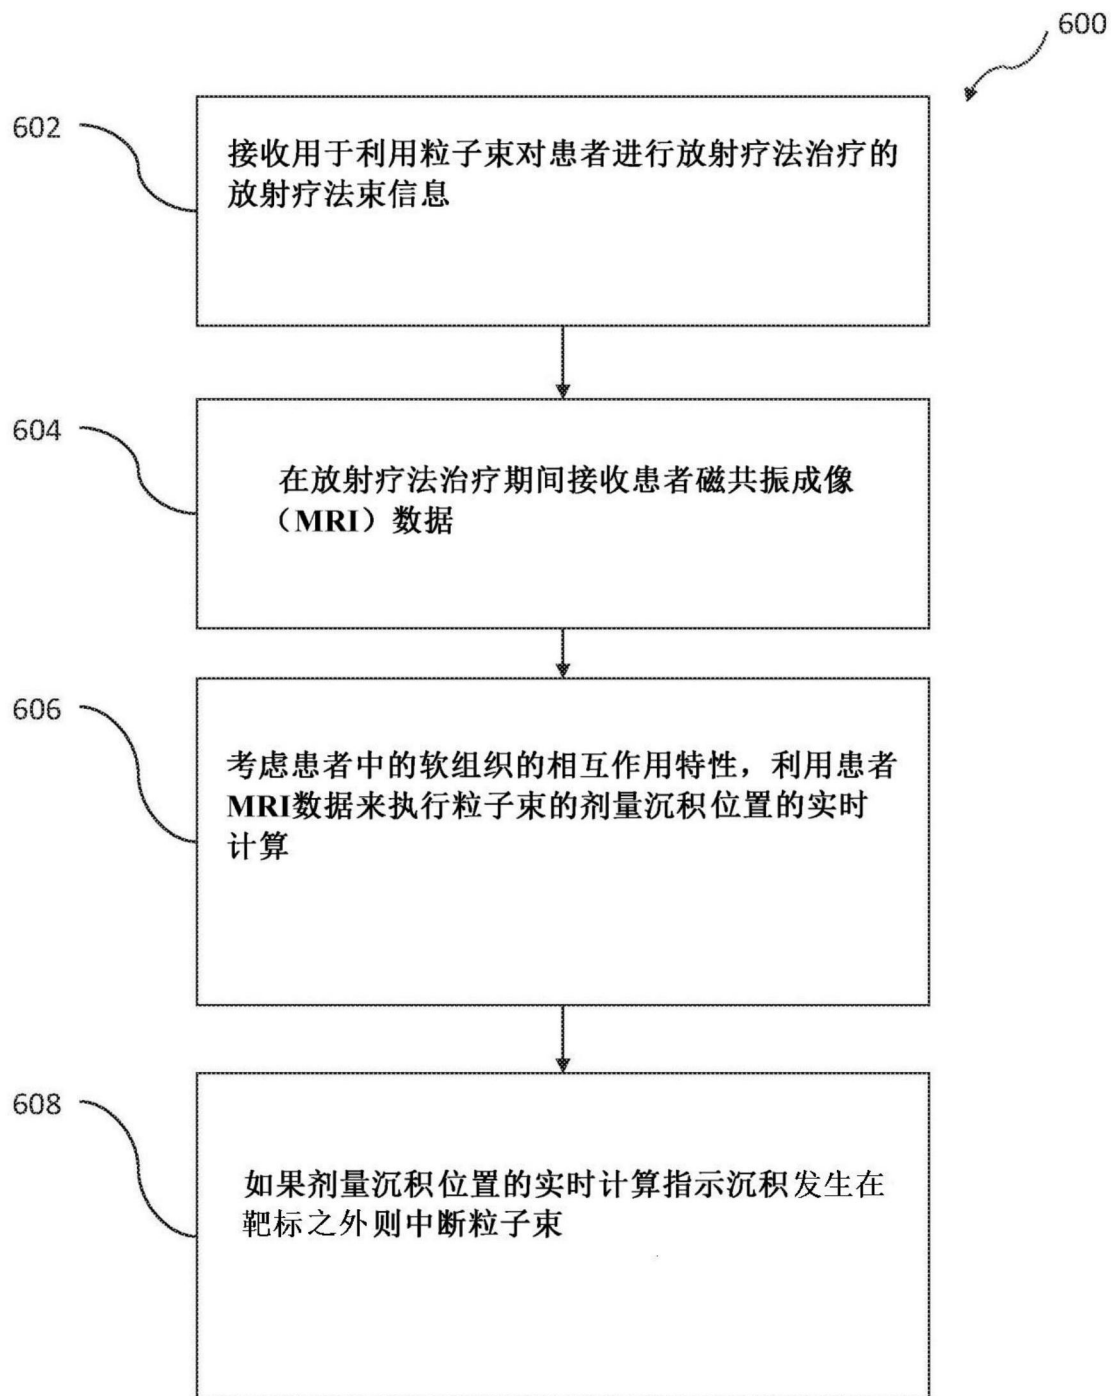 600
602
接收用于利用粒子束对患者进行放射疗法治疗的
放射疗法束信息
604
在放射疗法治疗期间接收患者磁共振成像
（MRI）数据
606
考虑患者中的软组织的相互作用特性，利用患者
MRI数据来执行粒子束的剂量沉积位置的实时
计算
608
如果剂量沉积位置的实时计算指示沉积发生在
靶标之外则中断粒子束